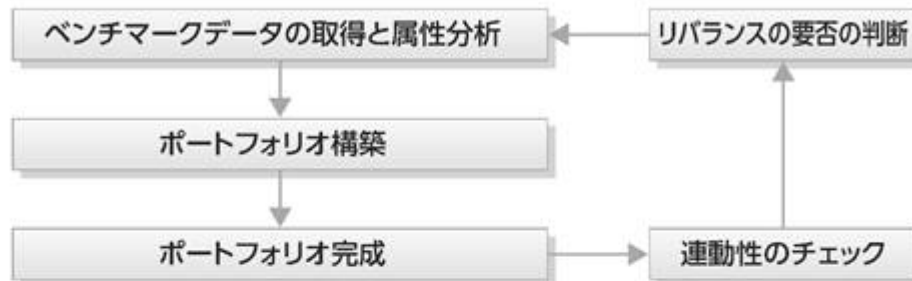 ベンチマークデータの取得と属性分析
リバランスの要否の判断
ポートフォリオ構築
ポートフォリオ完成
連動性のチェック